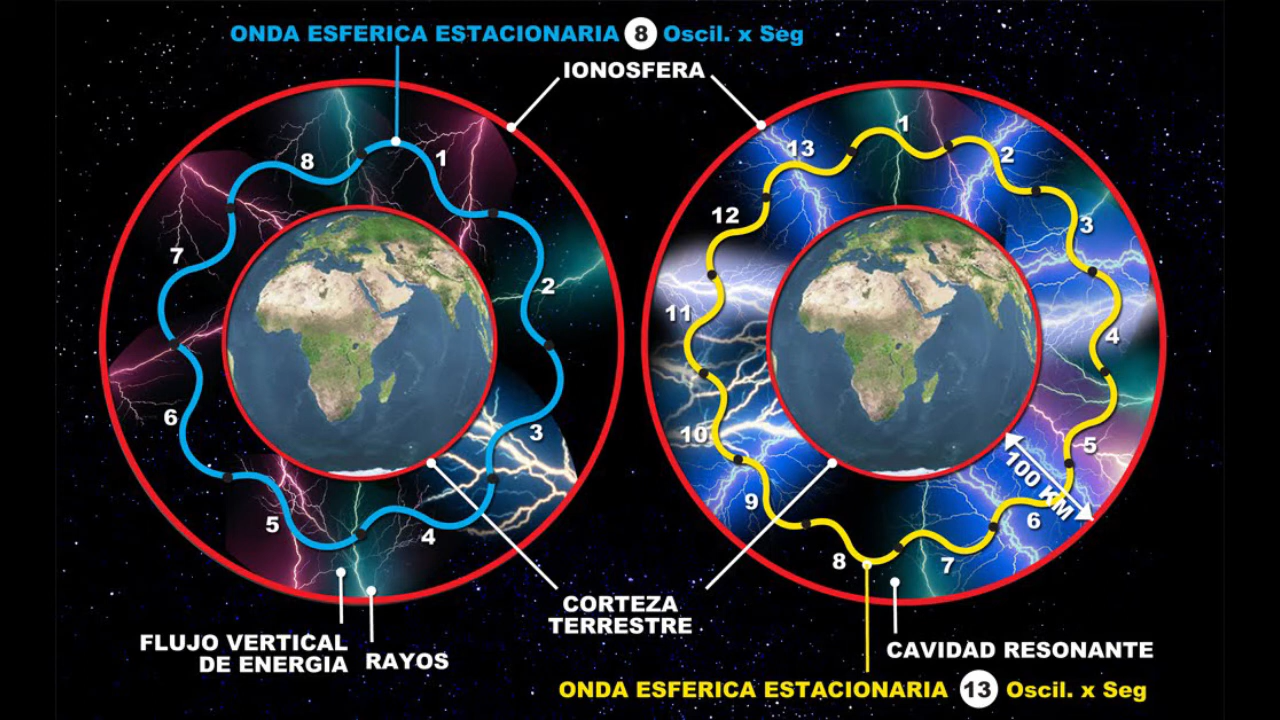 ONDA ESFERICA ESTACIONARIA 8 Oscil. x Seg
IONOSFERA
8
1
7
2
6
3
5
4
13
1
2
12
3
11
4
10
5
9
6
8
7
100 KM
CORTEZA
TERRESTRE
FLUJO VERTICAL
DE ENERGIA
RAYOS
CAVIDAD RESONANTE
ONDA ESFERICA ESTACIONARIA 13 Oscil. x Seg